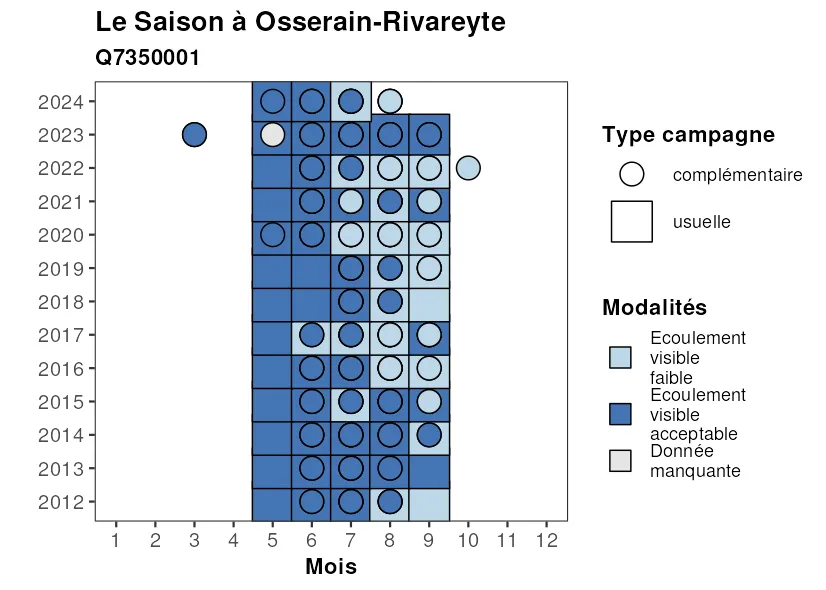 Le Saison à Osserain-Rivareyte
Q7350001
2024
2023
2022
2021
2020
2019
2018
2017
2016
2015
2014
2013
2012
1 2 3 4 5 6 7 8 9 10 11 12
Mois
Type campagne
complémentaire
usuelle
Modalités
Ecoulement
visible
faible
Ecoulement
visible
acceptable
Donnée
manquante